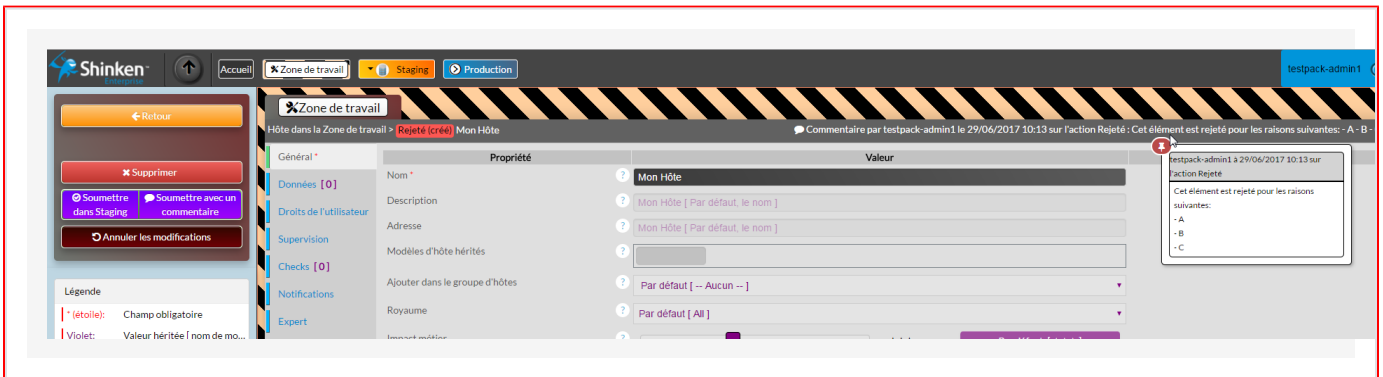 Shinken
Enterprise
Accueil
Zone de travail
Staging
Production
testpack-admin1
Retour
Supprimer
Soumettre dans Staging
Soumettre avec un commentaire
Annuler les modifications
Légende
* (étoile): Champ obligatoire
Violet: Valeur héritée [ nom de mo...
Zone de travail
Hôte dans la Zone de travail > Rejeté (créé) Mon Hôte
Commentaire par testpack-admin1 le 29/06/2017 10:13 sur l'action Rejeté : Cet élément est rejeté pour les raisons suivantes: - A - B -
Général *
Données [0]
Droits de l'utilisateur
Supervision
Checks [0]
Notifications
Expert
Propriété Valeur
Nom * ? Mon Hôte
Description ? Mon Hôte [ Par défaut, le nom ]
Adresse ? Mon Hôte [ Par défaut, le nom ]
Modèles d'hôte hérités ?
Ajouter dans le groupe d'hôtes ? Par défaut [ -- Aucun -- ]
Royaume ? Par défaut [ All ]
Impact métier ?
testpack-admin1 à 29/06/2017 10:13 sur
l'action Rejeté
Cet élément est rejeté pour les raisons
suivantes:
- A
- B
- C